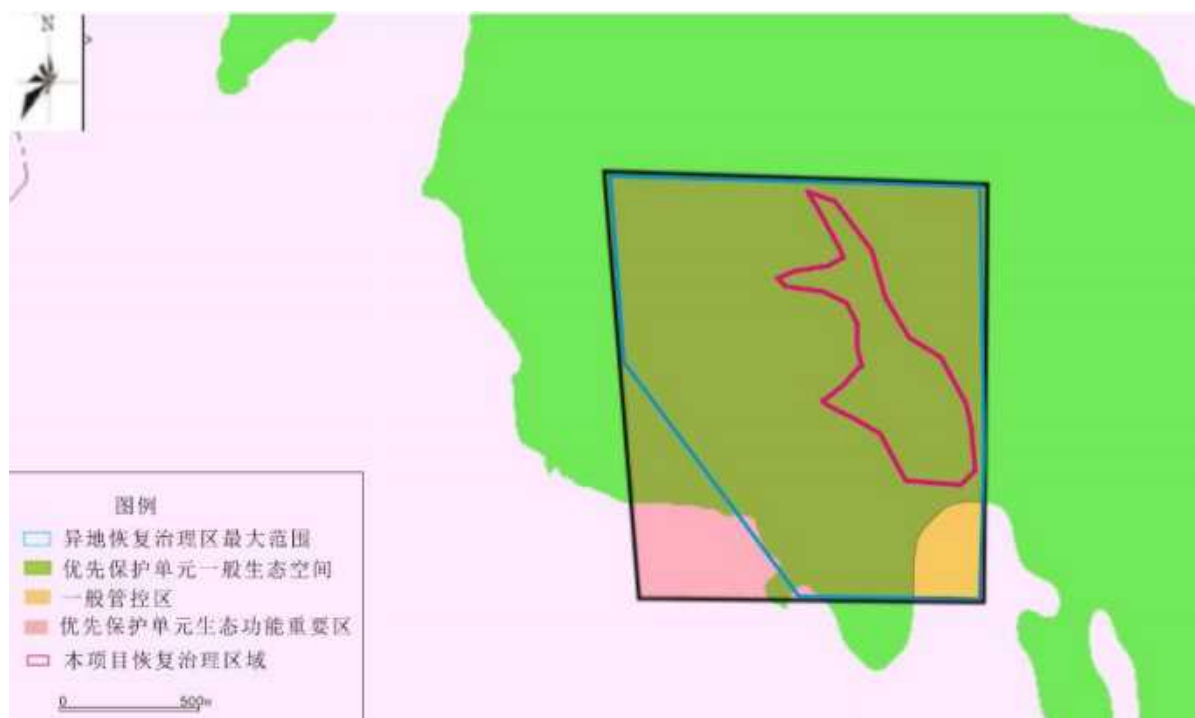 N
图例
异地恢复治理区最大范围
优先保护单元一般生态空间
一般管控区
优先保护单元生态功能重要区
本项目恢复治理区域
0 500m